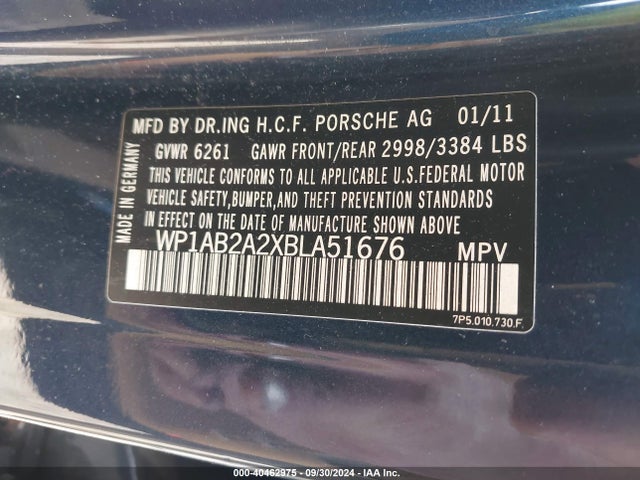 MFD BY DR.ING H.C.F. PORSCHE AG 01/11
GVWR 6261 GAWR FRONT/REAR 2998/3384 LBS
THIS VEHICLE CONFORMS TO ALL APPLICABLE U.S.FEDERAL MOTOR
VEHICLE SAFETY,BUMPER,AND THEFT PREVENTION STANDARDS
IN EFFECT ON THE DATE OF MANUFACTURE SHOWN ABOVE.
WP1AB2A2XBLA51676 MPV
MADE IN GERMANY
7P5.010.730.F.
000-40462975 - 09/30/2024 - IAA Inc.